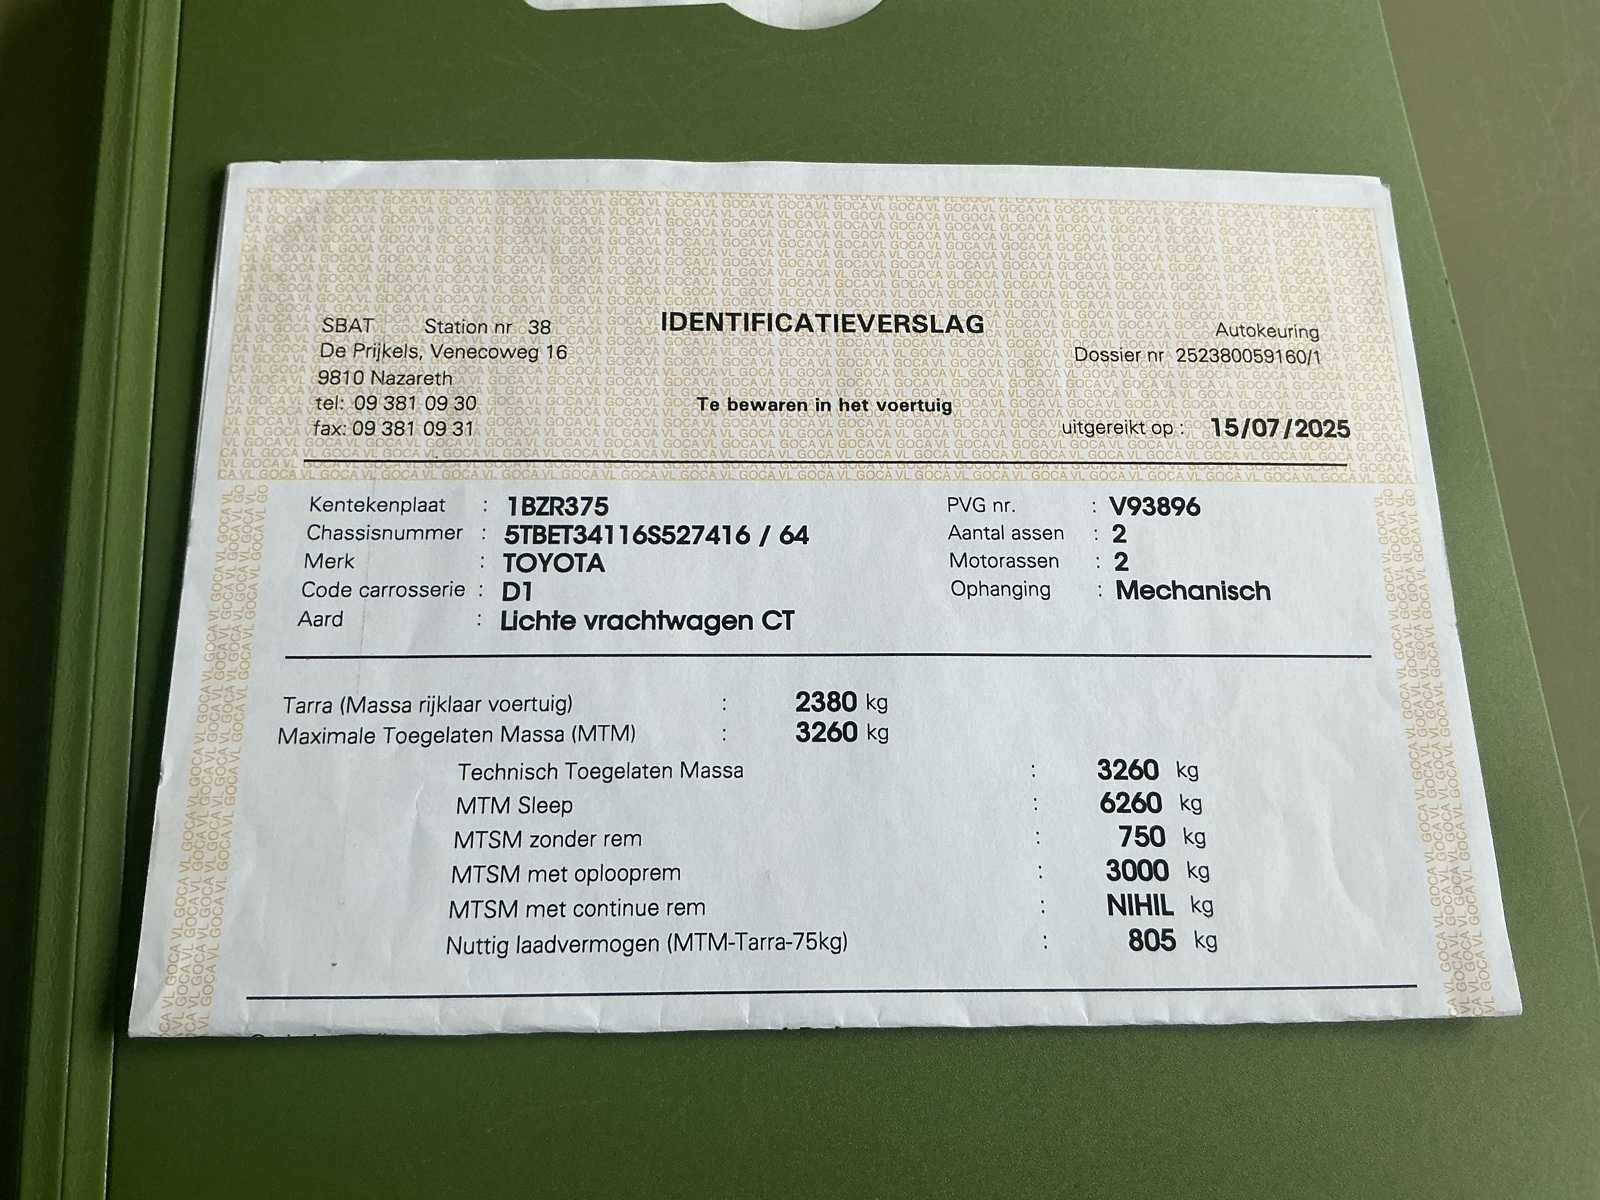 SBAT Station nr 38
De Prijkels, Venecoweg 16
9810 Nazareth
tel: 09 381 09 30
fax: 09 381 09 31
IDENTIFICATIEVERSLAG
Te bewaren in het voertuig
Autokeuring
Dossier nr 252380059160/1
uitgereikt op : 15/07/2025
Kentekenplaat : 1BZR375
Chassisnummer : 5TBET34116S527416 / 64
Merk : TOYOTA
Code carrosserie : D1
Aard : Lichte vrachtwagen CT
PVG nr. : V93896
Aantal assen : 2
Motorassen : 2
Ophanging : Mechanisch
Tarra (Massa rijklaar voertuig) : 2380 kg
Maximale Toegelaten Massa (MTM) : 3260 kg
Technisch Toegelaten Massa : 3260 kg
MTM Sleep : 6260 kg
MTSM zonder rem : 750 kg
MTSM met oplooprem : 3000 kg
MTSM met continue rem : NIHIL kg
Nuttig laadvermogen (MTM-Tarra-75kg) : 805 kg